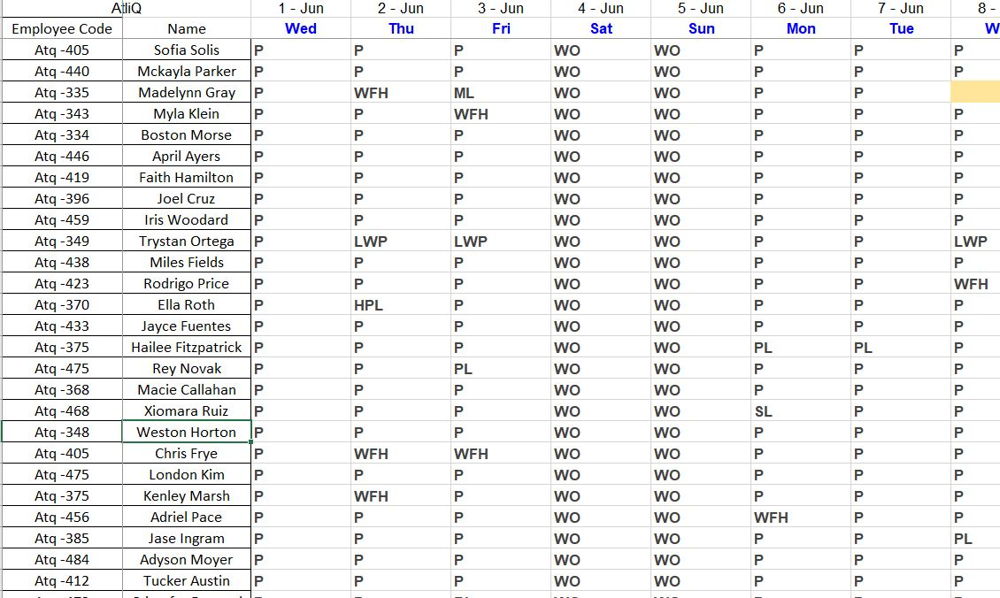 AtliQ 1 - Jun 2 - Jun 3 - Jun 4 - Jun 5 - Jun 6 - Jun 7 - Jun 8 -
Employee Code Name Wed Thu Fri Sat Sun Mon Tue W
Atq -405 Sofia Solis P P P WO WO P P P
Atq -440 Mckayla Parker P P P WO WO P P P
Atq -335 Madelynn Gray P WFH ML WO WO P P
Atq -343 Myla Klein P P WFH WO WO P P P
Atq -334 Boston Morse P P P WO WO P P P
Atq -446 April Ayers P P P WO WO P P P
Atq -419 Faith Hamilton P P P WO WO P P P
Atq -396 Joel Cruz P P P WO WO P P P
Atq -459 Iris Woodard P P P WO WO P P P
Atq -349 Trystan Ortega P LWP LWP WO WO P P LWP
Atq -438 Miles Fields P P P WO WO P P P
Atq -423 Rodrigo Price P P P WO WO P P WFH
Atq -370 Ella Roth P HPL P WO WO P P P
Atq -433 Jayce Fuentes P P P WO WO P P P
Atq -375 Hailee Fitzpatrick P P P WO WO PL PL P
Atq -475 Rey Novak P P PL WO WO P P P
Atq -368 Macie Callahan P P P WO WO P P P
Atq -468 Xiomara Ruiz P P P WO WO SL P P
Atq -348 Weston Horton P P P WO WO P P P
Atq -405 Chris Frye P WFH WFH WO WO P P P
Atq -475 London Kim P P P WO WO P P P
Atq -375 Kenley Marsh P WFH P WO WO P P P
Atq -456 Adriel Pace P P P WO WO WFH P P
Atq -385 Jase Ingram P P P WO WO P P PL
Atq -484 Adyson Moyer P P P WO WO P P P
Atq -412 Tucker Austin P P P WO WO P P P